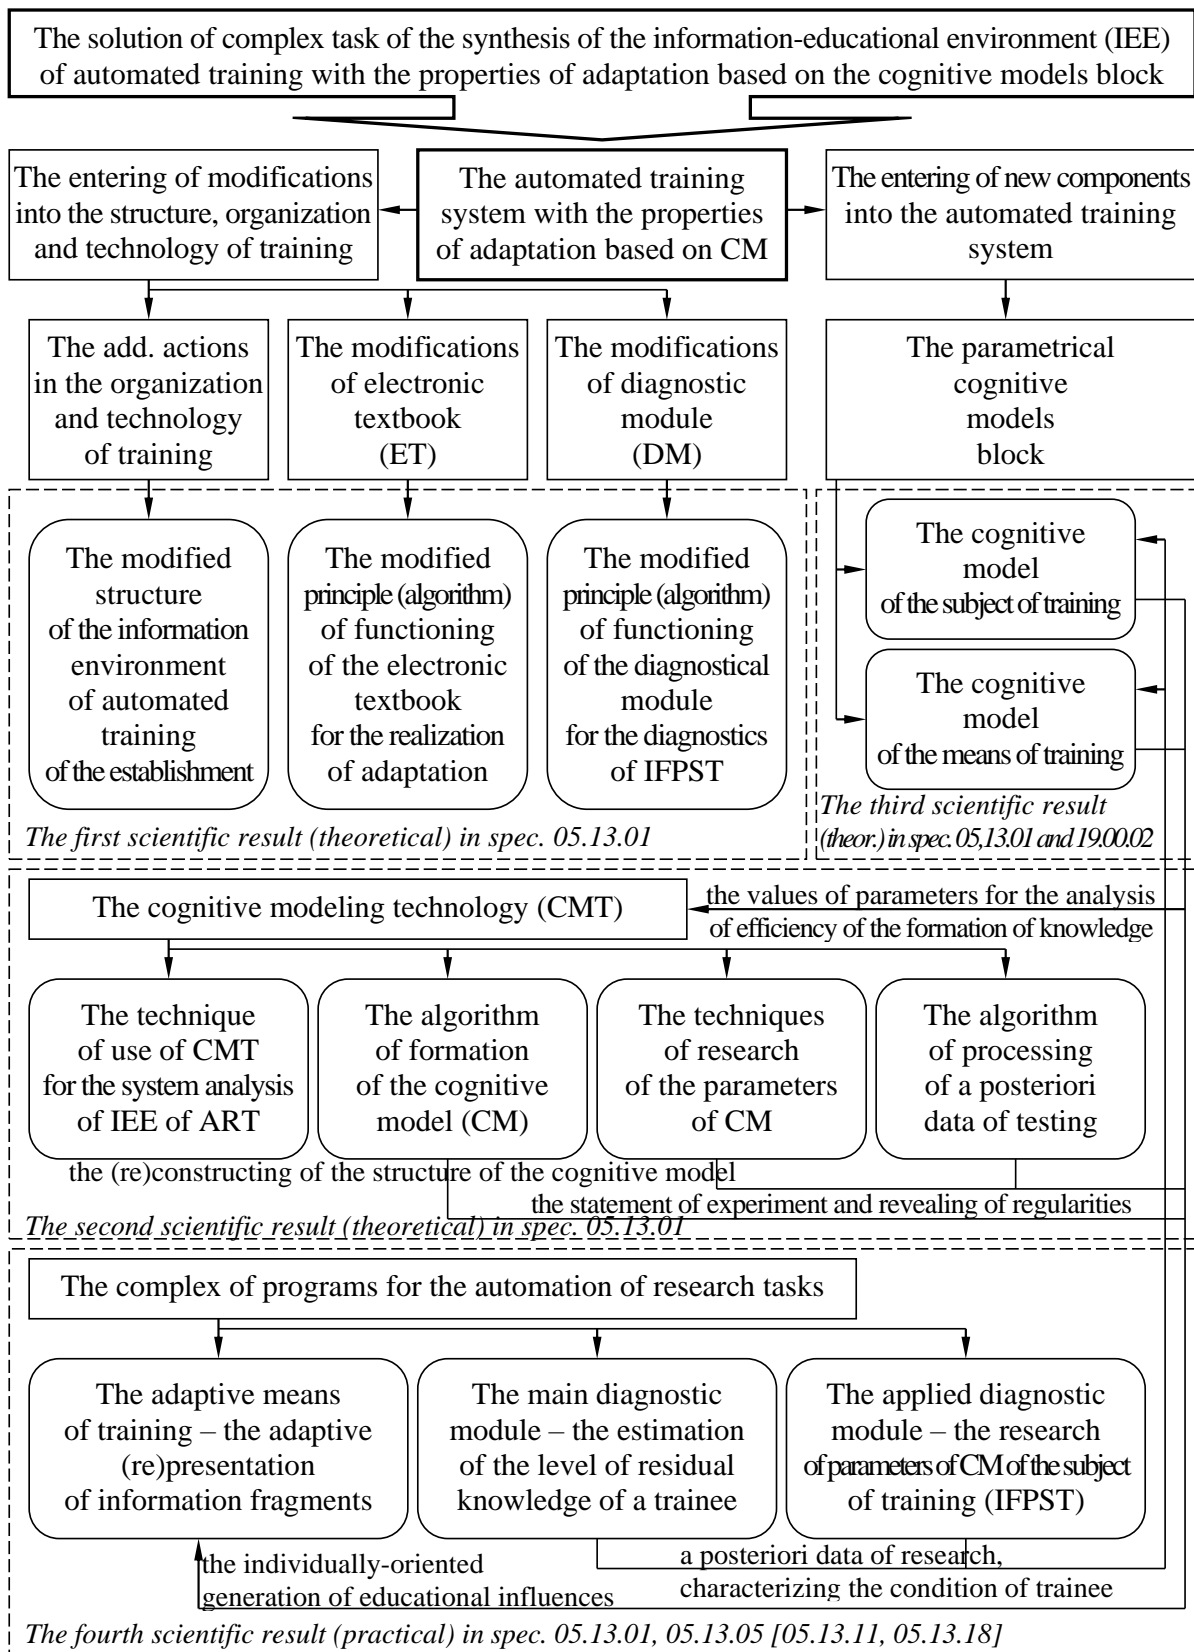 The solution of complex task of the synthesis of the information-educational environment (IEE)
of automated training with the properties of adaptation based on the cognitive models block
The entering of modifications
into the structure, organization
and technology of training
The automated training
system with the properties
of adaptation based on CM
The entering of new components
into the automated training
system
The add. actions
in the organization
and technology
of training
The modifications
of electronic
textbook
(ET)
The modifications
of diagnostic
module
(DM)
The parametrical
cognitive
models
block
The modified
structure
of the information
environment
of automated
training
of the establishment
The modified
principle (algorithm)
of functioning
of the electronic
textbook
for the realization
of adaptation
The modified
principle (algorithm)
of functioning
of the diagnostical
module
for the diagnostics
of IFPST
The cognitive
model
of the subject of training
The cognitive
model
of the means of training
The first scientific result (theoretical) in spec. 05.13.01
The third scientific result
(theor.) in spec. 05,13.01 and 19.00.02
The cognitive modeling technology (CMT)
the values of parameters for the analysis
of efficiency of the formation of knowledge
The technique
of use of CMT
for the system analysis
of IEE of ART
The algorithm
of formation
of the cognitive
model (CM)
The techniques
of research
of the parameters
of CM
The algorithm
of processing
of a posteriori
data of testing
the (re)constructing of the structure of the cognitive model
the statement of experiment and revealing of regularities
The second scientific result (theoretical) in spec. 05.13.01
The complex of programs for the automation of research tasks
The adaptive means
of training – the adaptive
(re)presentation
of information fragments
The main diagnostic
module – the estimation
of the level of residual
knowledge of a trainee
The applied diagnostic
module – the research
of parameters of CM of the subject
of training (IFPST)
the individually-oriented
generation of educational influences
a posteriori data of research,
characterizing the condition of trainee
The fourth scientific result (practical) in spec. 05.13.01, 05.13.05 [05.13.11, 05.13.18]